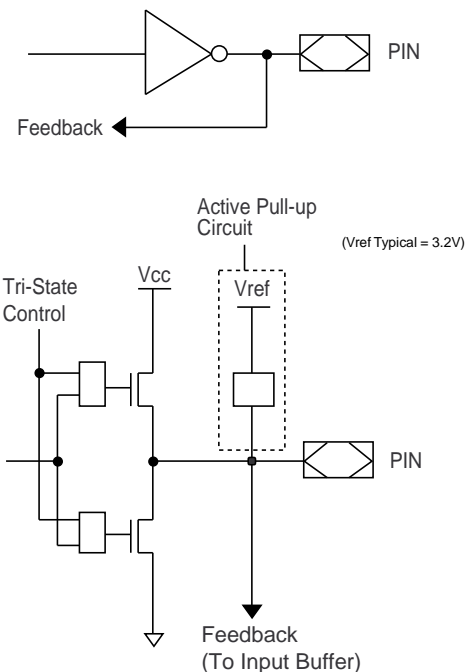 PIN
Feedback
Active Pull-up
Circuit
(Vref Typical = 3.2V)
Tri-State
Control
Vcc
Vref
PIN
Feedback
(To Input Buffer)